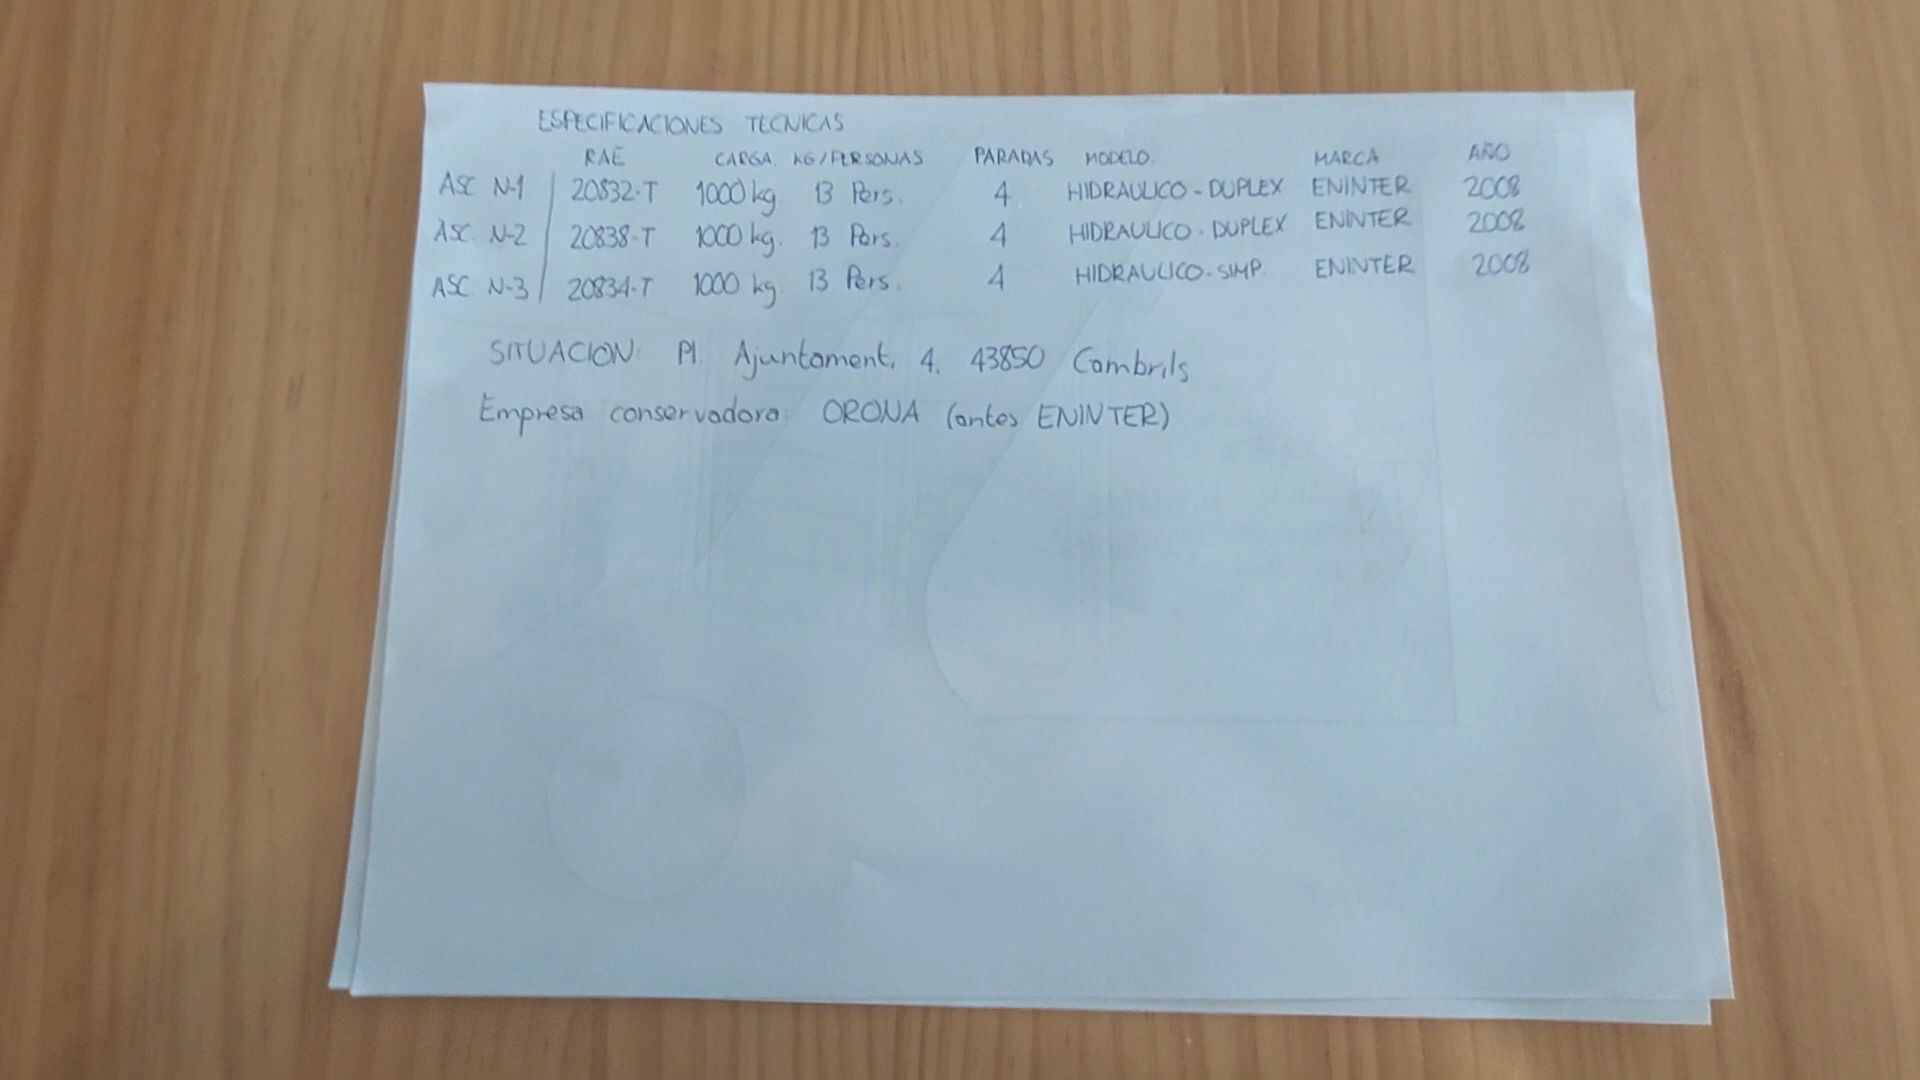 ESPECIFICACIONES TECNICAS
RAE CARGA KG/PERSONAS PARADAS MODELO. MARCA AÑO
ASC N-1 20832-T 1000 kg. 13 Pers. 4 HIDRAULICO - DUPLEX ENINTER 2008
ASC. N-2 20838-T 1000 kg. 13 Pers. 4 HIDRAULICO - DUPLEX ENINTER 2008
ASC N-3 20834-T 1000 kg 13 Pers. 4 HIDRAULICO - SIMP. ENINTER 2008
SITUACION: Pl. Ajuntament, 4. 43850 Cambrils
Empresa conservadora: ORONA (antes ENINTER)